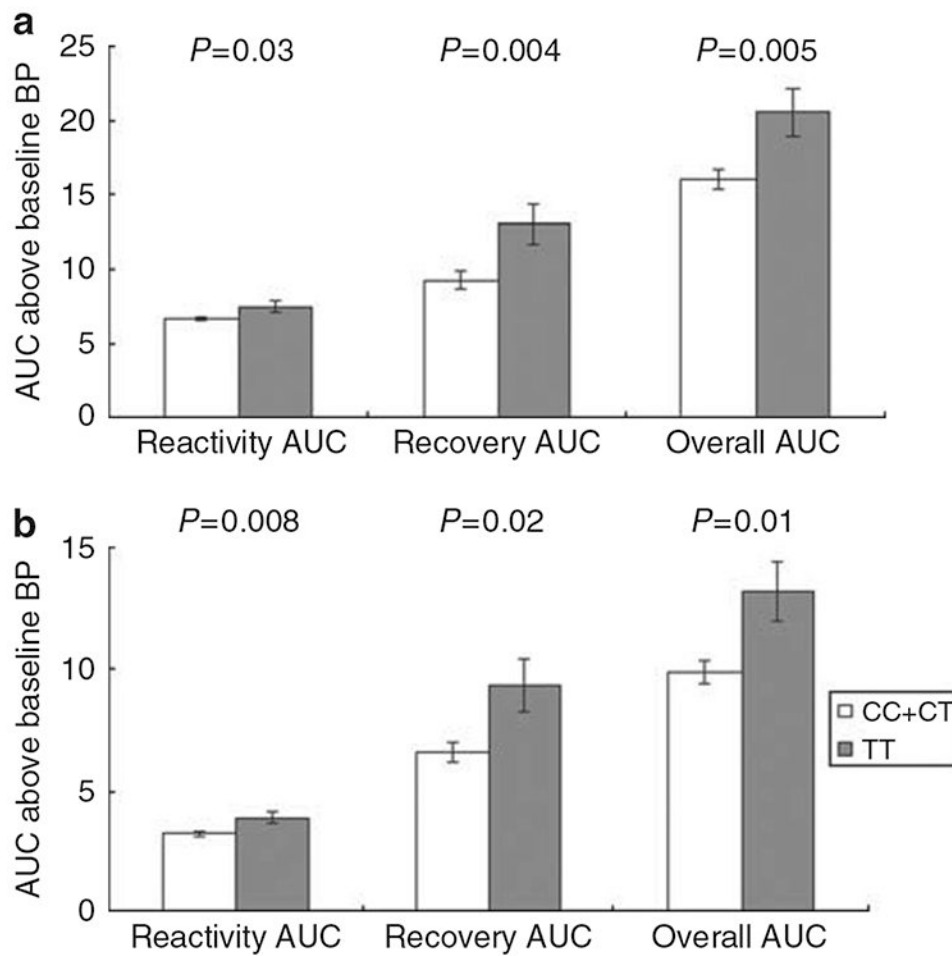 a
AUC above baseline BP
25
20
15
10
5
0
P=0.03 P=0.004 P=0.005
Reactivity AUC Recovery AUC Overall AUC
b
AUC above baseline BP
15
10
5
0
P=0.008 P=0.02 P=0.01
CC+CT
TT
Reactivity AUC Recovery AUC Overall AUC